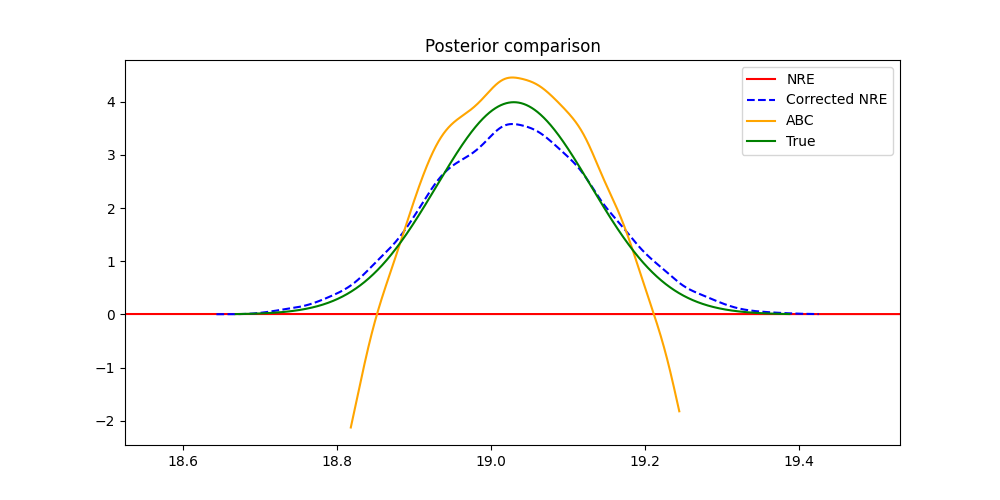 Posterior comparison
NRE
Corrected NRE
ABC
True
4
3
2
1
0
−1
−2
18.6 18.8 19.0 19.2 19.4